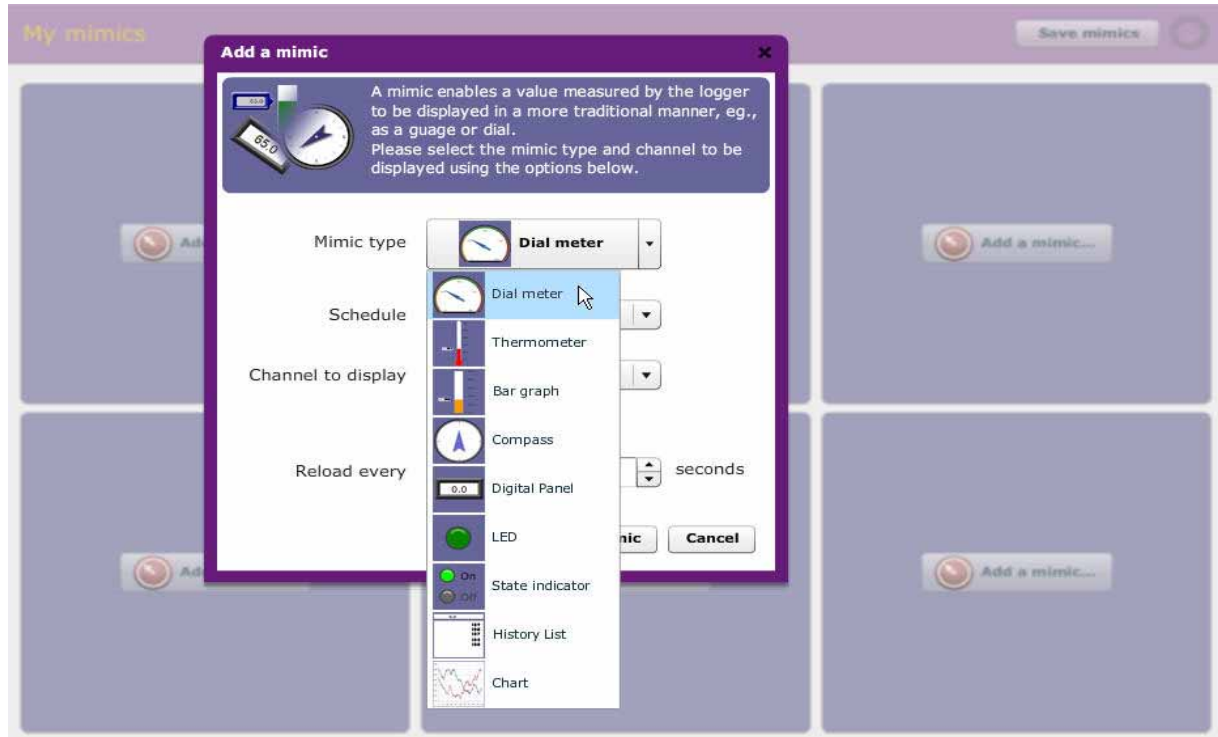 My mimics
Save mimics
Add a mimic
A mimic enables a value measured by the logger
to be displayed in a more traditional manner, eg.,
as a guage or dial.
Please select the mimic type and channel to be
displayed using the options below.
65.0
Mimic type
Dial meter
Dial meter
Schedule
Thermometer
Channel to display
Bar graph
Compass
Reload every
seconds
0.0
Digital Panel
LED
nic
Cancel
On
Off
State indicator
History List
Chart
Ad
Add a mimic...
Ad
Add a mimic...